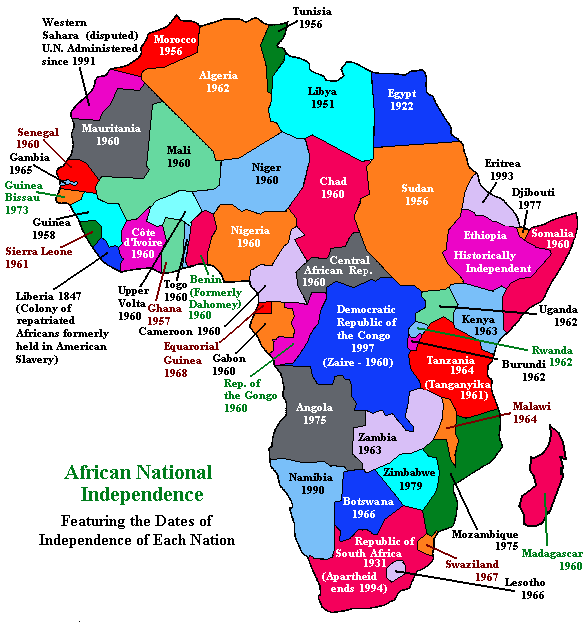 Western
Sahara (disputed)
U.N. Administered
since 1991
Morocco
1956
Tunisia
1956
Algeria
1962
Libya
1951
Egypt
1922
Mauritania
1960
Mali
1960
Niger
1960
Chad
1960
Sudan
1956
Eritrea
1993
Djibouti
1977
Somalia
1960
Ethiopia
Historically
Independent
Senegal
1960
Gambia
1965
Guinea
Bissau
1973
Guinea
1958
Sierra Leone
1961
Liberia 1847
(Colony of
repatriated
Africans formerly
held in American
Slavery)
Côte
d'Ivoire
1960
Upper
Volta
1960
Ghana
1957
Togo
1960
Benin
(Formerly
Dahomey)
1960
Nigeria
1960
Cameroon 1960
Central
African Rep.
1960
Equarorial
Guinea
1968
Gabon
1960
Rep. of
the Gongo
1960
Democratic
Republic of
the Congo
1997
(Zaire - 1960)
Uganda
1962
Kenya
1963
Rwanda
1962
Burundi
1962
Tanzania
1964
(Tanganyika
1961)
Malawi
1964
Angola
1975
Zambia
1963
Zimbabwe
1979
Namibia
1990
Botswana
1966
Mozambique
1975
Madagascar
1960
Republic of
South Africa
1931
(Apartheid
ends 1994)
Swaziland
1967
Lesotho
1966
African National
Independence
Featuring the Dates of
Independence of Each Nation